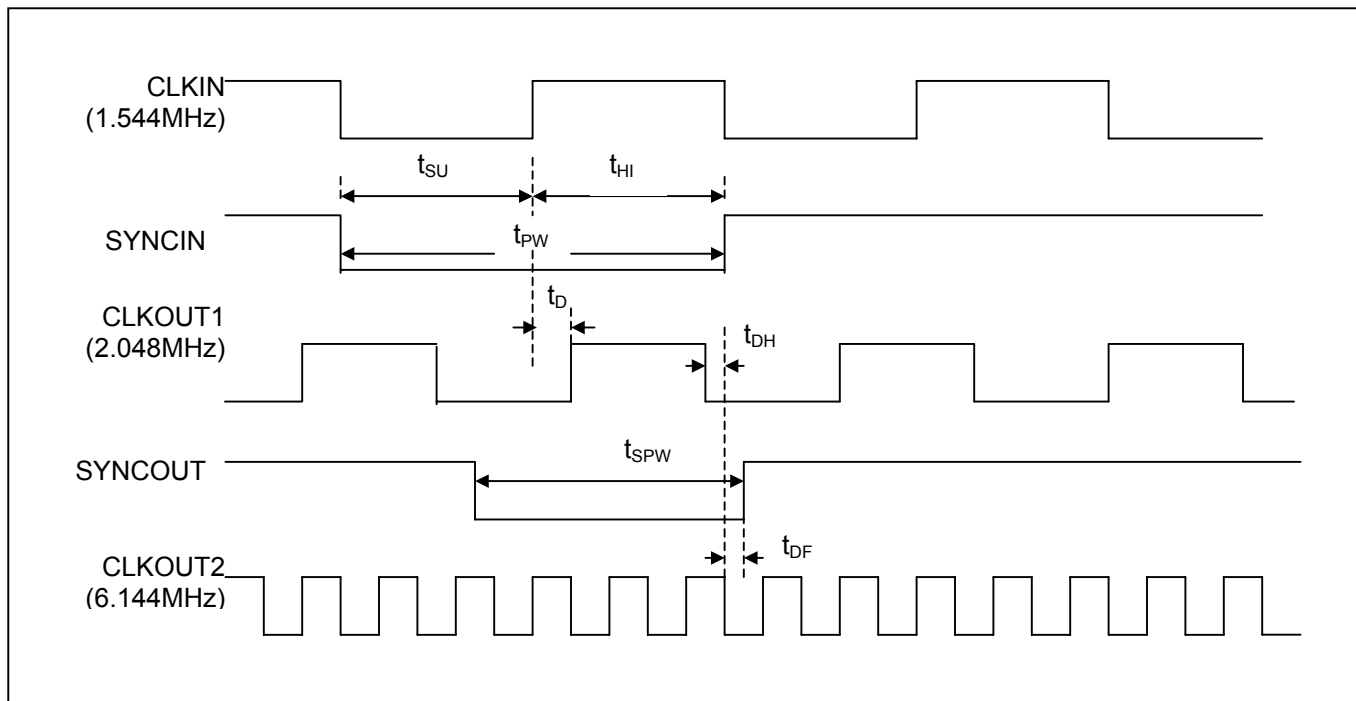 CLKIN
(1.544MHz)
tSU
tHI
SYNCIN
tPW
tD
CLKOUT1
(2.048MHz)
tDH
SYNCOUT
tSPW
tDF
CLKOUT2
(6.144MHz)